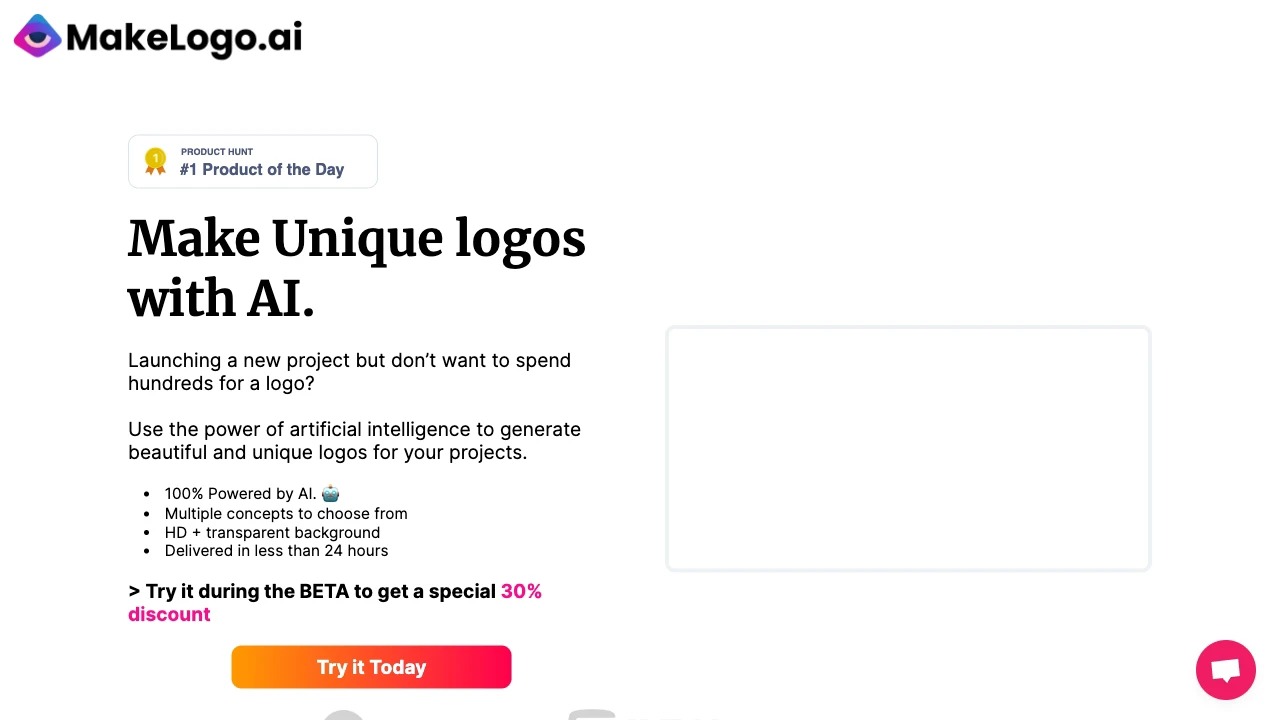 MakeLogo.ai
PRODUCT HUNT
#1 Product of the Day
1
Make Unique logos
with AI.
Launching a new project but don’t want to spend
hundreds for a logo?
Use the power of artificial intelligence to generate
beautiful and unique logos for your projects.
• 100% Powered by AI. 🤖
• Multiple concepts to choose from
• HD + transparent background
• Delivered in less than 24 hours
> Try it during the BETA to get a special 30%
discount
Try it Today